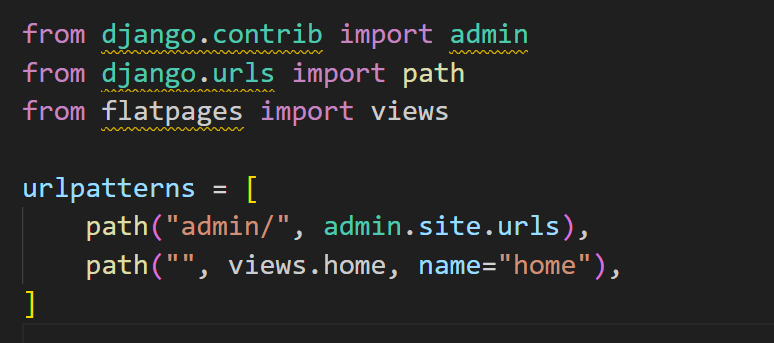 from django.contrib import admin
from django.urls import path
from flatpages import views
urlpatterns = [
path("admin/", admin.site.urls),
path("", views.home, name="home"),
]